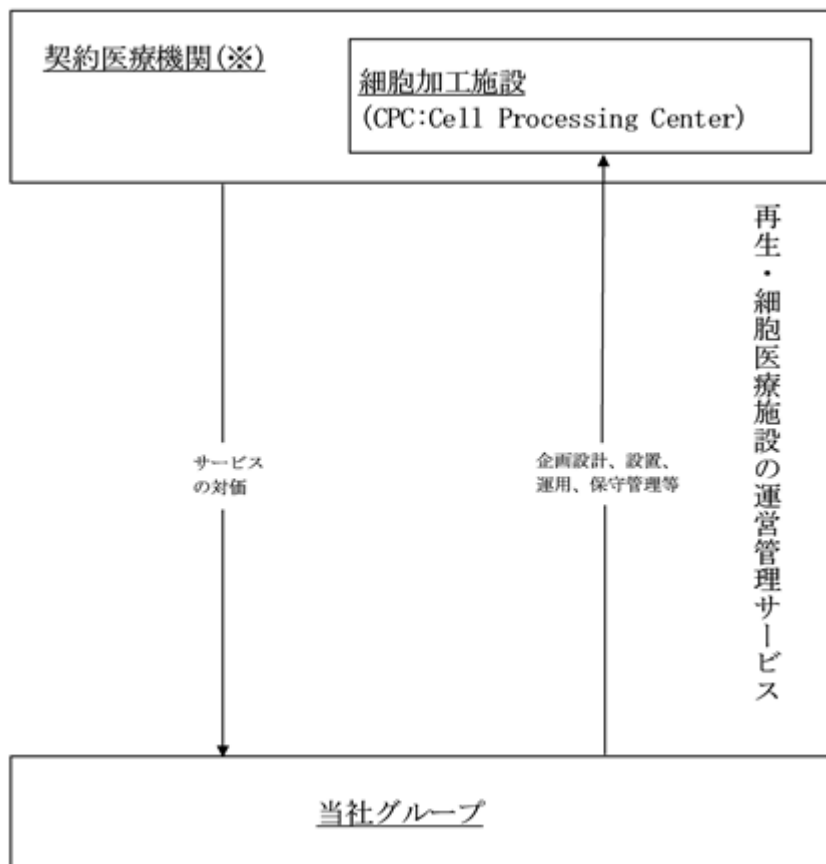 契約医療機関(※)
細胞加工施設
(CPC:Cell Processing Center)
サービス
の対価
企画設計、設置、
運用、保守管理等
再生・細胞医療施設の運営管理サービス
当社グループ